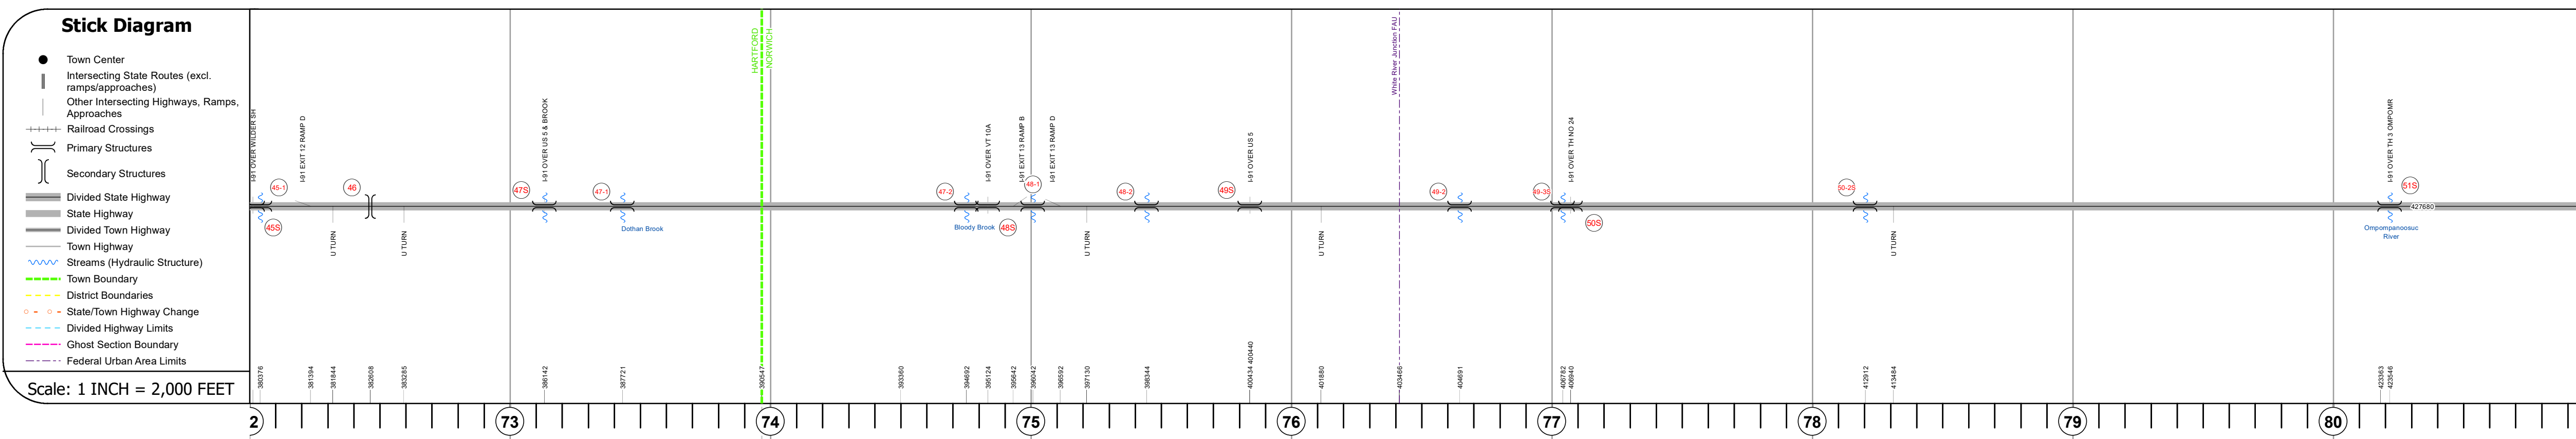 Stick Diagram
Town Center
Intersecting State Routes (excl.
ramps/approaches)
Other Intersecting Highways, Ramps,
Approaches
Railroad Crossings
Primary Structures
Secondary Structures
Divided State Highway
State Highway
Divided Town Highway
Town Highway
Streams (Hydraulic Structure)
Town Boundary
District Boundaries
State/Town Highway Change
Divided Highway Limits
Ghost Section Boundary
Federal Urban Area Limits
Scale: 1 INCH = 2,000 FEET
HARTFORD
NORWICH
White River Junction FAU
I-91 OVER WILDER SH
I-91 EXIT 12 RAMP D
I-91 OVER US 5 & BROOK
I-91 OVER VT 10A
I-91 EXIT 13 RAMP B
I-91 EXIT 13 RAMP D
I-91 OVER US 5
I-91 OVER TH NO 24
I-91 OVER TH 3 OMPOMR
45-1
46
47S
47-1
47-2
48-1
48-2
49S
49-2
49-3S
50-2S
51S
427680
45S
48S
50S
Dothan Brook
Bloody Brook
Ompompanoosuc
River
U TURN
U TURN
U TURN
U TURN
U TURN
380376
381394
381844
382608
383285
386142
387721
390547
393360
394692
395124
395642
396042
396592
397130
398344
400434 400440
401880
403466
404691
406782
406940
412912
413484
423363
423546
2
73
74
75
76
77
78
79
80